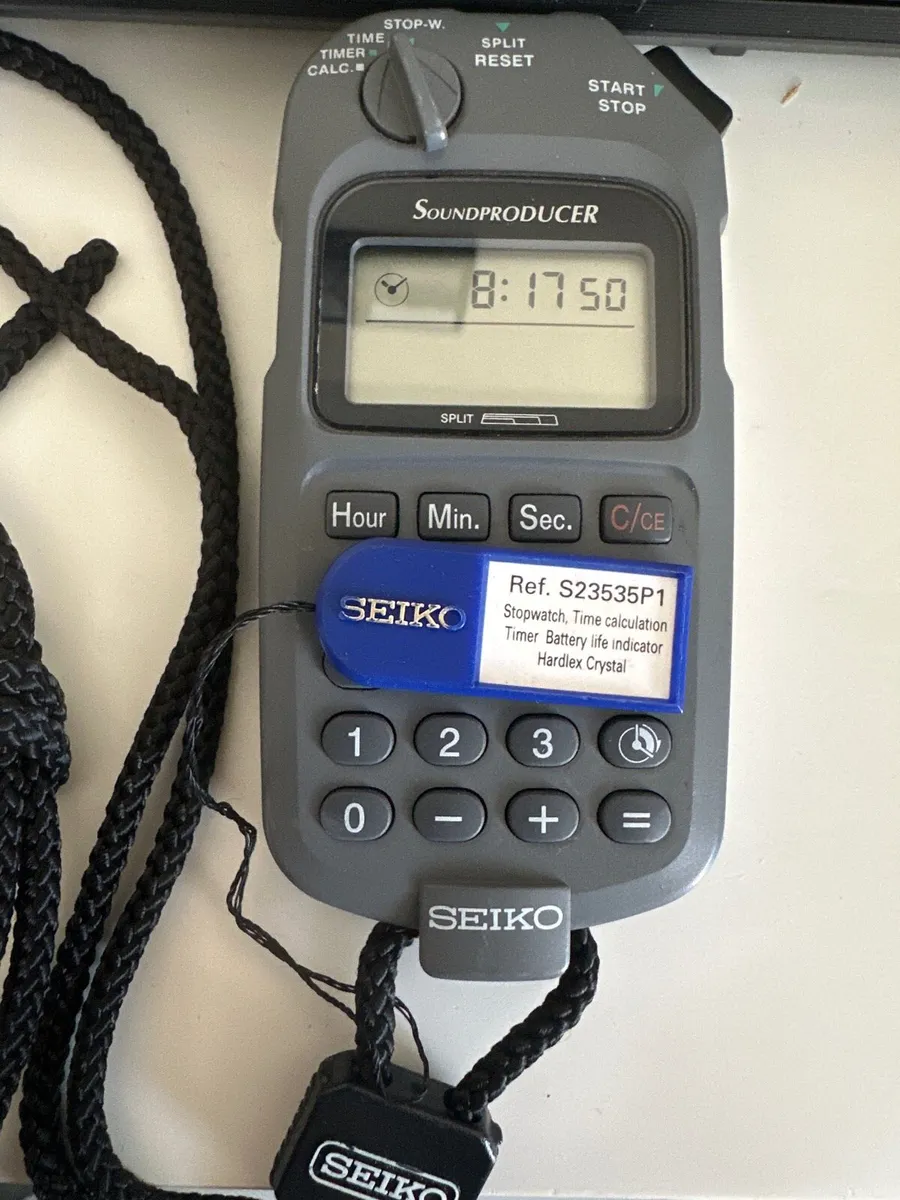 STOP-W.
TIME
TIMER
CALC.
SPLIT
RESET
START
STOP
SOUNDPRODUCER
8:17 50
SPLIT
Hour Min. Sec. C/CE
SEIKO
Ref. S23535P1
Stopwatch, Time calculation
Timer Battery life indicator
Hardlex Crystal
1 2 3
0 − + =
SEIKO
SEIKO